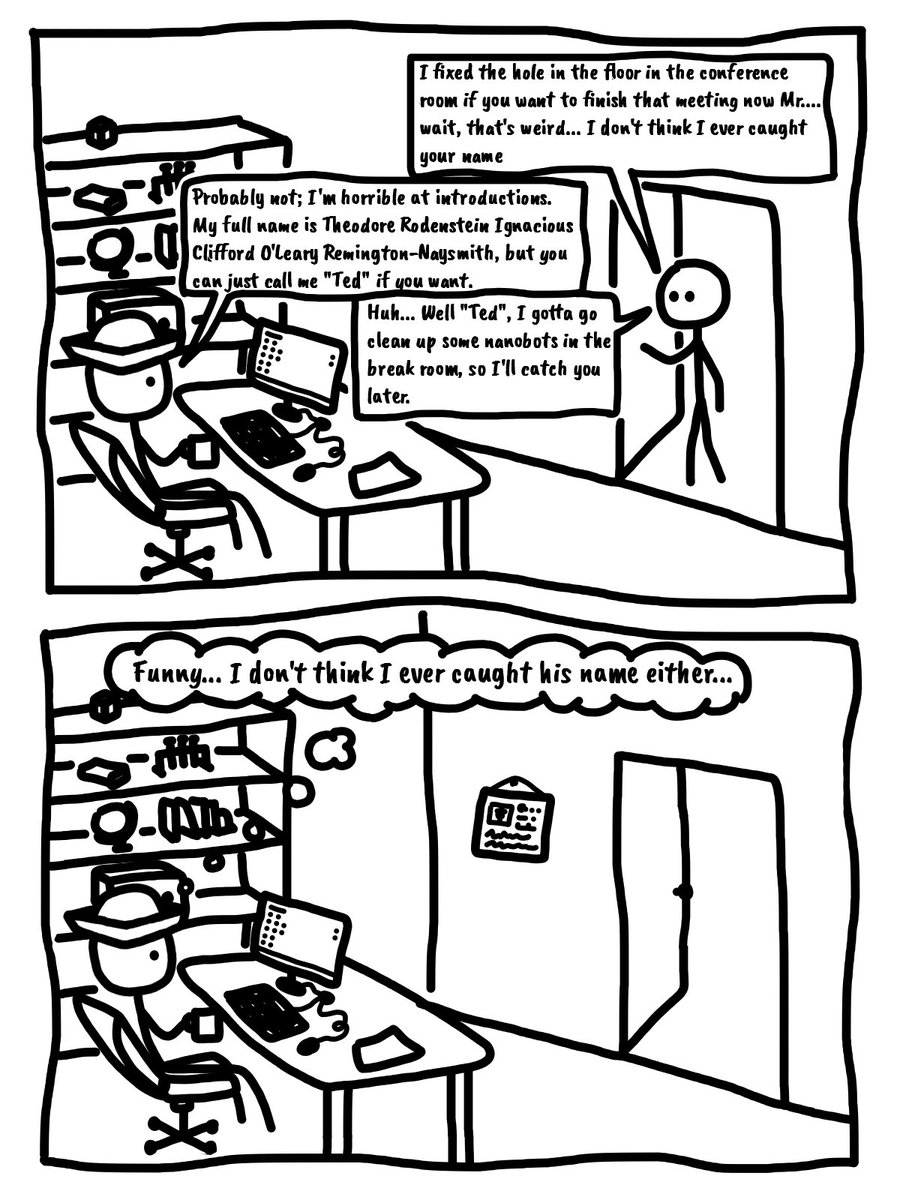 I fixed the hole in the floor in the conference
room if you want to finish that meeting now Mr....
wait, that's weird... I don't think I ever caught
your name
Probably not; I'm horrible at introductions.
My full name is Theodore Rodenstein Ignacious
Clifford O'Leary Remington-Naysmith, but you
can just call me "Ted" if you want.
Huh... Well "Ted", I gotta go
clean up some nanobots in the
break room, so I'll catch you
later.
Funny... I don't think I ever caught his name either...